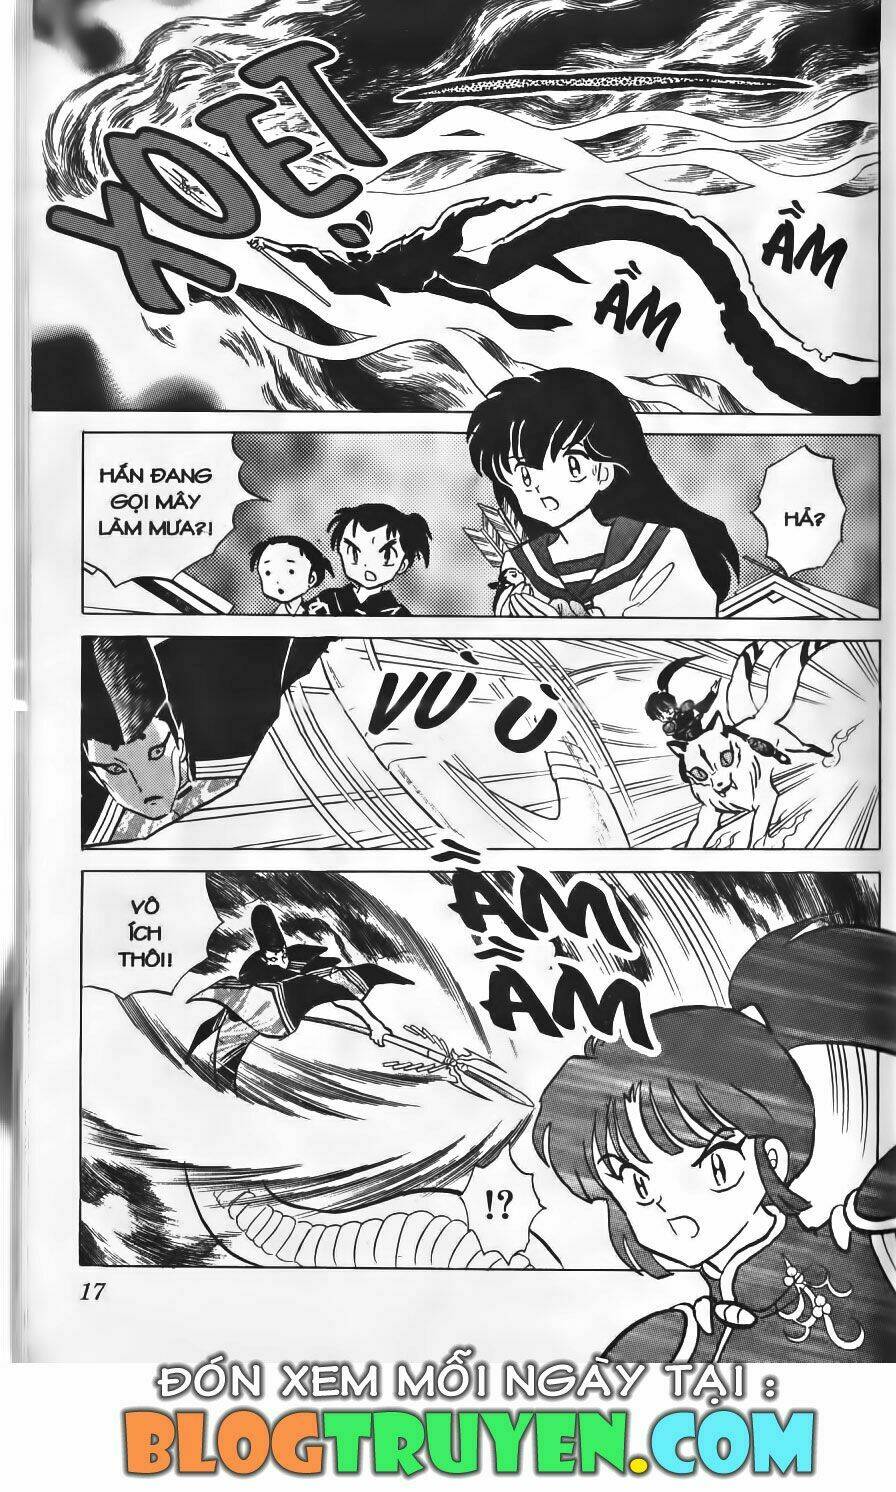 XOẸT
ẦM
ẦM
HẮN ĐANG
GỌI MÂY
LÀM MƯA?!
HẢ?
VÙ Ù
VÔ
ÍCH
THÔI!
ẦM
ẦM
!?
17
ĐÓN XEM MỖI NGÀY TẠI :
BLOGTRUYEN.COM